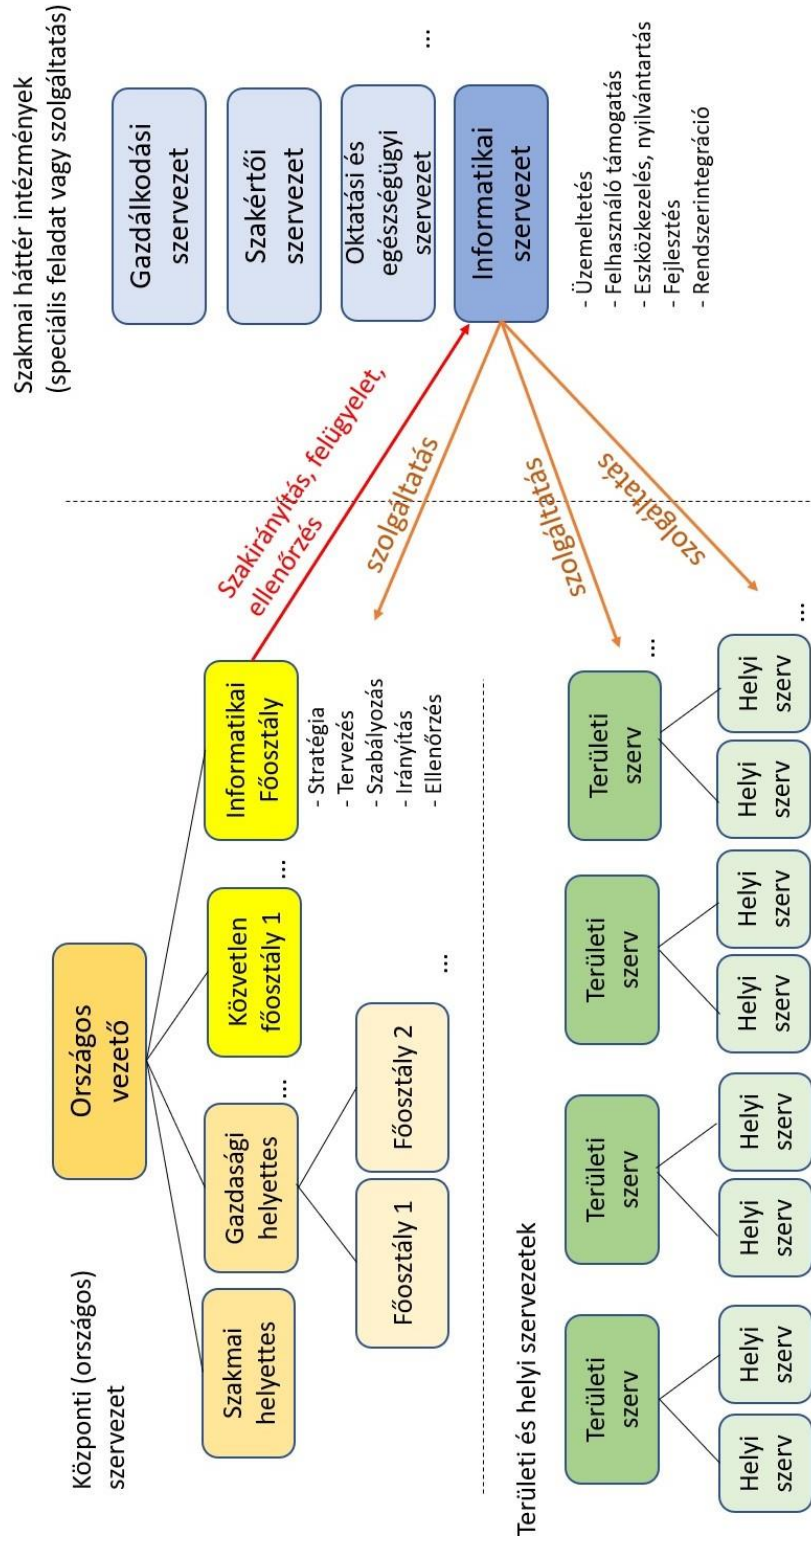 Központi (országos)
szervezet
Országos
vezető
Szakmai
helyettes
Gazdasági
helyettes
...
Közvetlen
főosztály 1
...
Informatikai
Főosztály
Főosztály 1
Főosztály 2
...
- Stratégia
- Tervezés
- Szabályozás
- Irányítás
- Ellenőrzés
Szakirányítás, felügyelet,
ellenőrzés
szolgáltatás
szolgáltatás
szolgáltatás
Szakmai háttér intézmények
(speciális feladat vagy szolgáltatás)
Gazdálkodási
szervezet
Szakértői
szervezet
Oktatási és
egészségügyi
szervezet
...
Informatikai
szervezet
- Üzemeltetés
- Felhasználó támogatás
- Eszközkezelés, nyilvántartás
- Fejlesztés
- Rendszerintegráció
Területi és helyi szervezetek
Területi
szerv
Területi
szerv
Területi
szerv
Területi
szerv
...
Helyi
szerv
Helyi
szerv
Helyi
szerv
Helyi
szerv
Helyi
szerv
Helyi
szerv
Helyi
szerv
Helyi
szerv
...